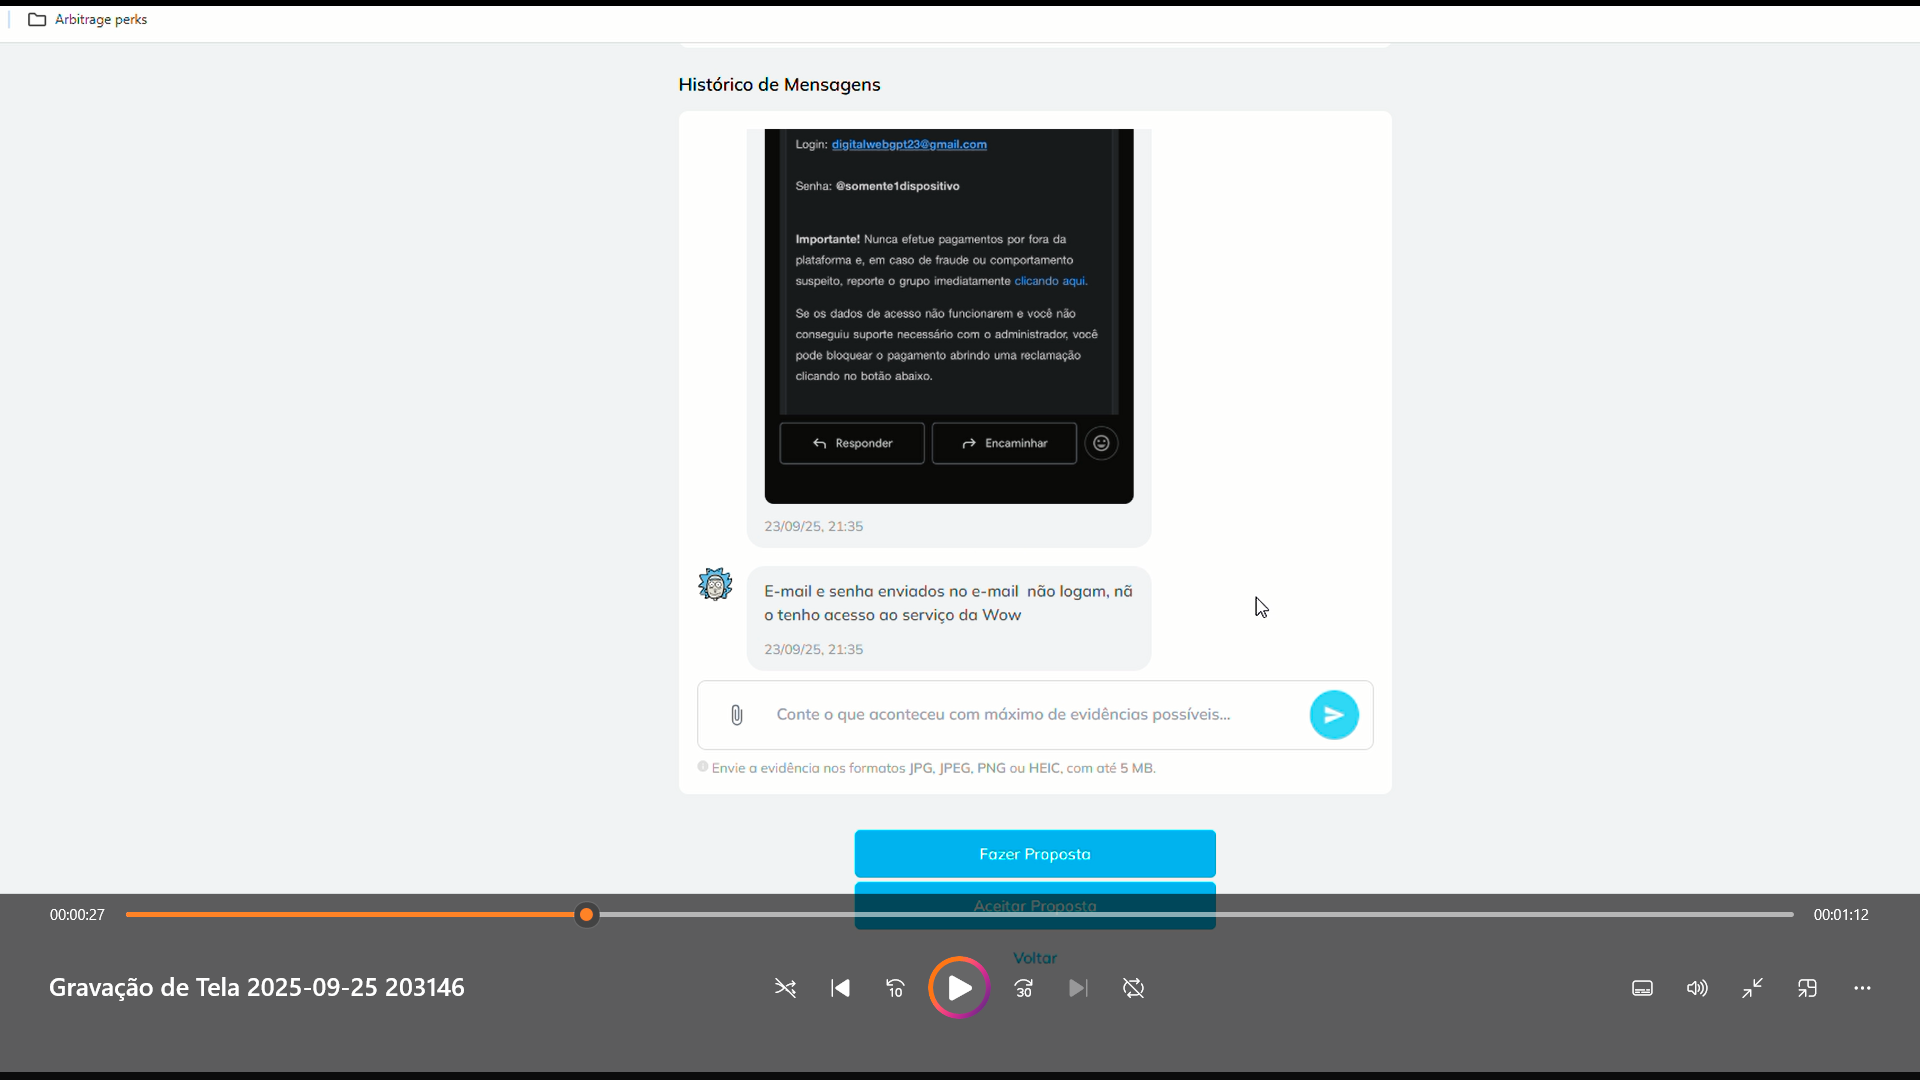 Arbitrage perks
Histórico de Mensagens
Login: digitalwebgpt23@gmail.com
Senha: @somente1dispositivo
Importante! Nunca efetue pagamentos por fora da
plataforma e, em caso de fraude ou comportamento
suspeito, reporte o grupo imediatamente clicando aqui.
Se os dados de acesso não funcionarem e você não
conseguiu suporte necessário com o administrador, você
pode bloquear o pagamento abrindo uma reclamação
clicando no botão abaixo.
Responder
Encaminhar
23/09/25, 21:35
E-mail e senha enviados no e-mail não logam, nã
o tenho acesso ao serviço da Wow
23/09/25, 21:35
Conte o que aconteceu com máximo de evidências possíveis...
Envie a evidência nos formatos JPG, JPEG, PNG ou HEIC, com até 5 MB.
Fazer Proposta
Aceitar Proposta
00:00:27
00:01:12
Voltar
Gravação de Tela 2025-09-25 203146
10
30